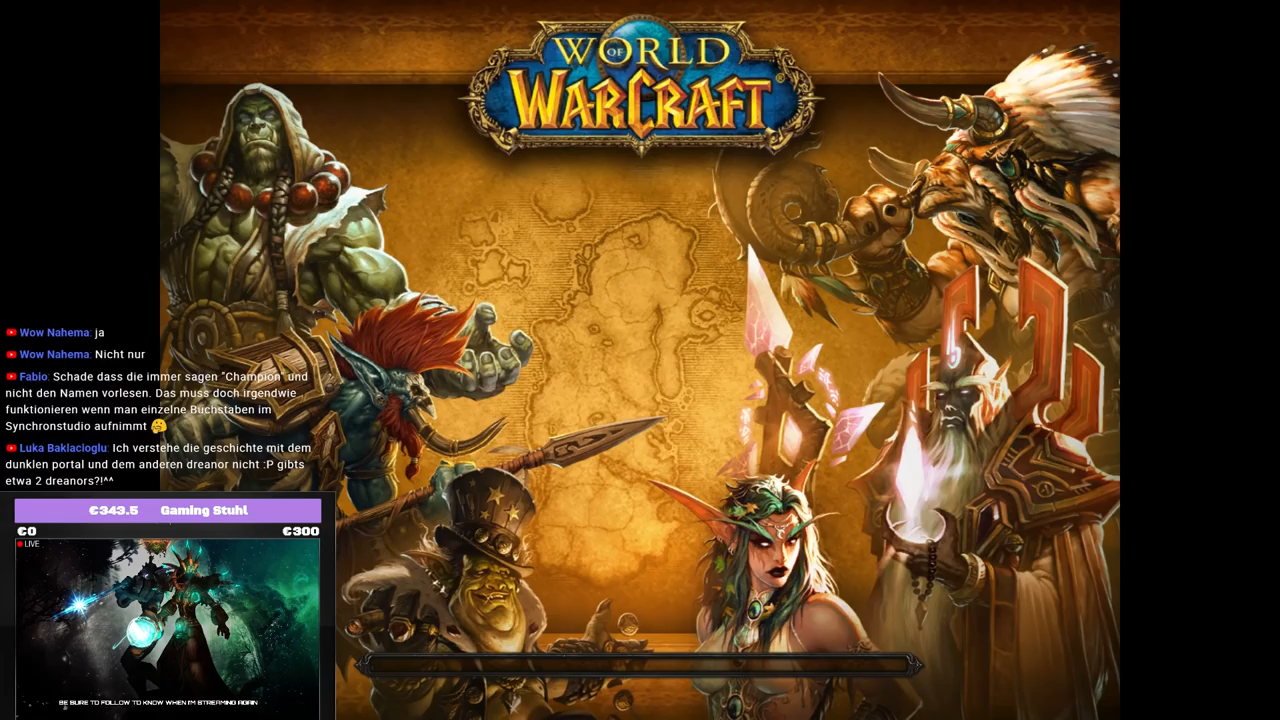 WORLD
OF
WARCRAFT®
Wow Nahema: ja
Wow Nahema: Nicht nur
Fabio: Schade dass die immer sagen "Champion" und
nicht den Namen vorlesen. Das muss doch irgendwie
funktionieren wenn man einzelne Buchstaben im
Synchronstudio aufnimmt 🤔
Luka Baklacioglu: Ich verstehe die geschichte mit dem
dunklen portal und dem anderen dreanor nicht :P gibts
etwa 2 dreanors?!^^
€343.5 Gaming Stuhl
€0 €300
LIVE
BE SURE TO FOLLOW TO KNOW WHEN I'M STREAMING AGAIN